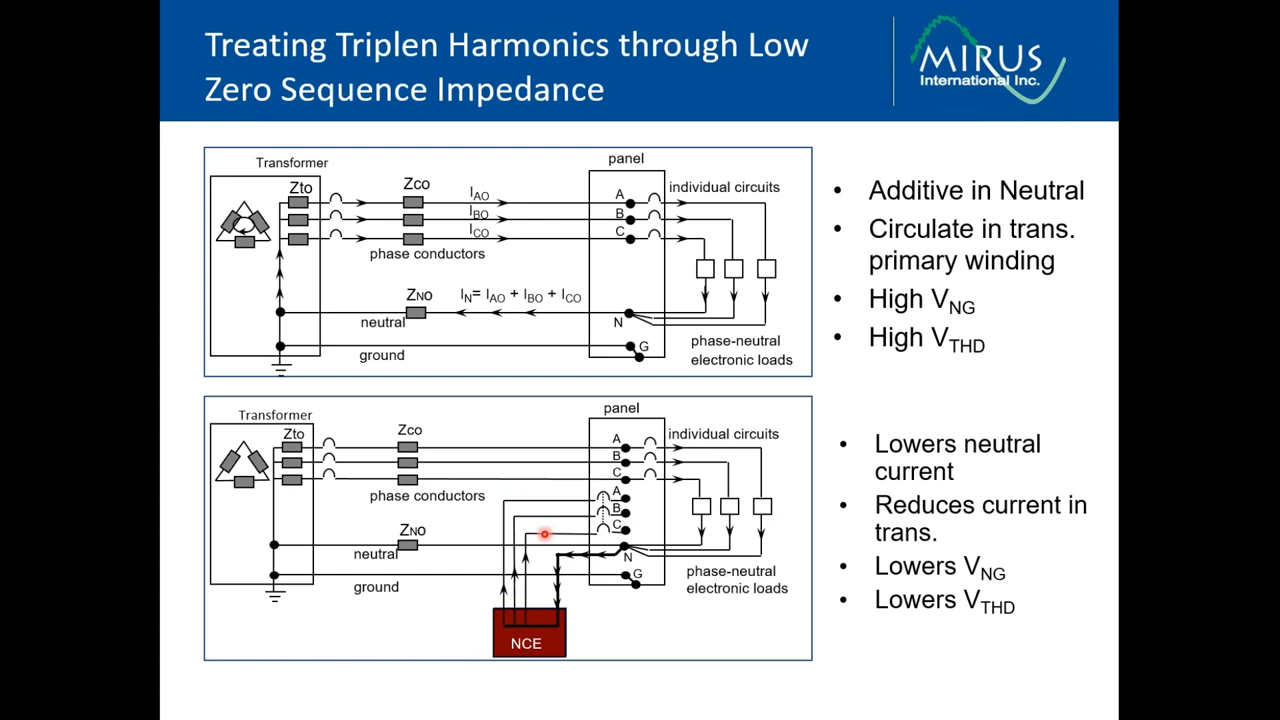 Treating Triplen Harmonics through Low
Zero Sequence Impedance
MIRUS
International Inc.
Transformer
Zto
Zco
IAO
IBO
ICO
phase conductors
ZNO
IN= IAO + IBO + ICO
neutral
ground
panel
A
B
C
N
G
individual circuits
phase-neutral
electronic loads
• Additive in Neutral
• Circulate in trans.
primary winding
• High VNG
• High VTHD
Transformer
Zto
Zco
phase conductors
ZNO
neutral
ground
panel
A
B
C
A
B
C
N
G
individual circuits
phase-neutral
electronic loads
NCE
• Lowers neutral
current
• Reduces current in
trans.
• Lowers VNG
• Lowers VTHD